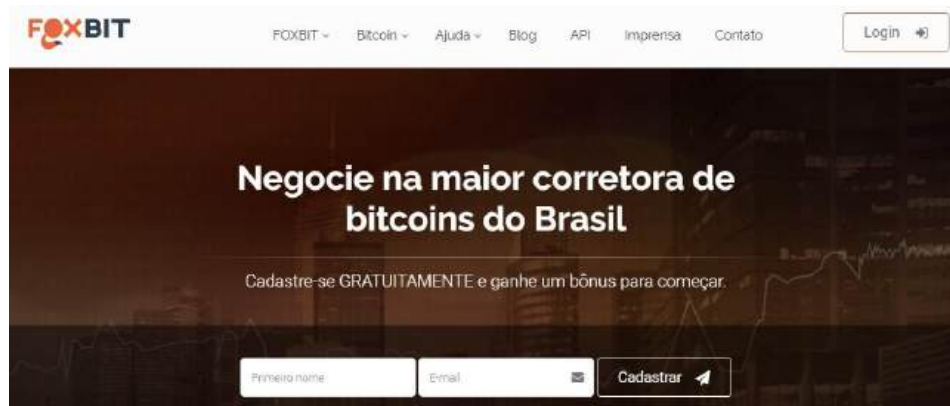 FOXBIT
FOXBIT Bitcoin Ajuda Blog API Imprensa Contato Login
Negocie na maior corretora de
bitcoins do Brasil
Cadastre-se GRATUITAMENTE e ganhe um bônus para começar.
Primeiro nome E-mail Cadastrar